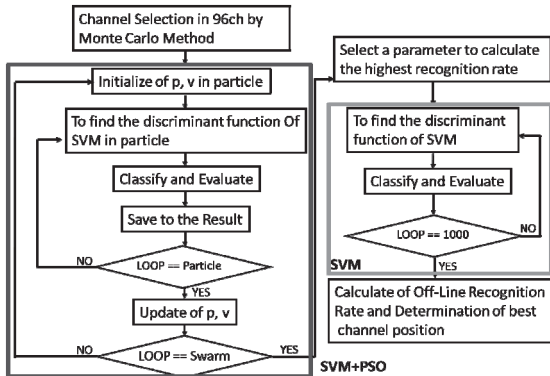 Channel Selection in 96ch by
Monte Carlo Method
Initialize of p, v in particle
To find the discriminant function Of
SVM in particle
Classify and Evaluate
Save to the Result
NO
LOOP == Particle
YES
Update of p, v
NO
LOOP == Swarm
YES
SVM+PSO
Select a parameter to calculate
the highest recognition rate
To find the discriminant
function of SVM
Classify and Evaluate
NO
LOOP == 1000
SVM
YES
Calculate of Off-Line Recognition
Rate and Determination of best
channel position